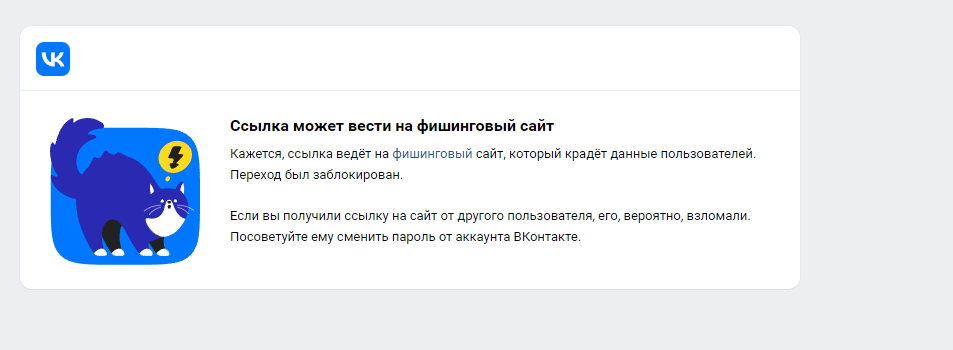 VK
Ссылка может вести на фишинговый сайт
Кажется, ссылка ведёт на фишинговый сайт, который крадёт данные пользователей.
Переход был заблокирован.
Если вы получили ссылку на сайт от другого пользователя, его, вероятно, взломали.
Посоветуйте ему сменить пароль от аккаунта ВКонтакте.